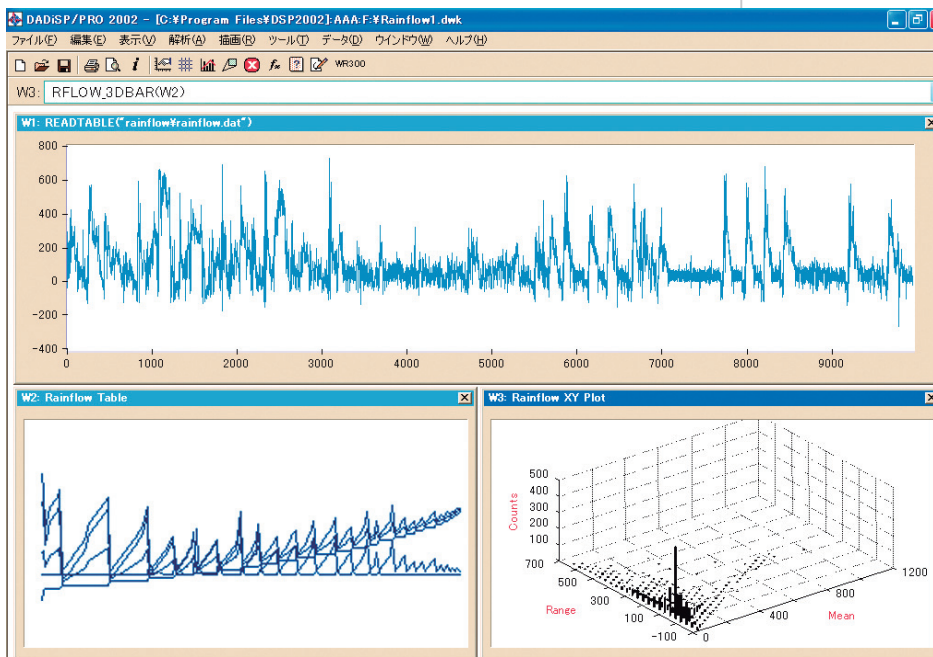 DADiSP/PRO 2002 - [C:¥Program Files¥DSP2002]:AAA:F:¥Rainflow1.dwk
ファイル(F) 編集(E) 表示(V) 解析(A) 描画(R) ツール(T) データ(D) ウインドウ(W) ヘルプ(H)
WR300
W3: RFLOW_3DBAR(W2)
W1: READTABLE("rainflow¥rainflow.dat")
800
600
400
200
0
-200
-400
0 1000 2000 3000 4000 5000 6000 7000 8000 9000
W2: Rainflow Table
W3: Rainflow XY Plot
500
400
300
200
100
Counts
700
500
300
100
-100
Range
0
400
800
1200
Mean